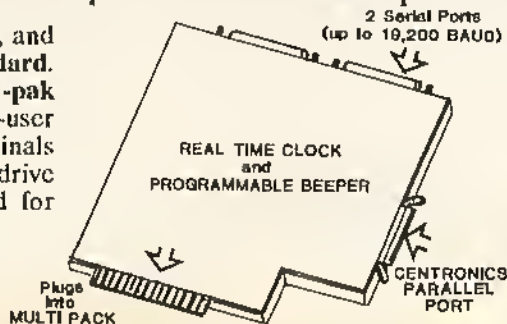 , and
dard.
-pak
-user
inals
drive
d for
2 Serial Ports
(up to 19,200 BAUD)
REAL TIME CLOCK
and
PROGRAMMABLE BEEPER
CENTRONICS
PARALLEL
PORT
Plugs
Into
MULTI PACK